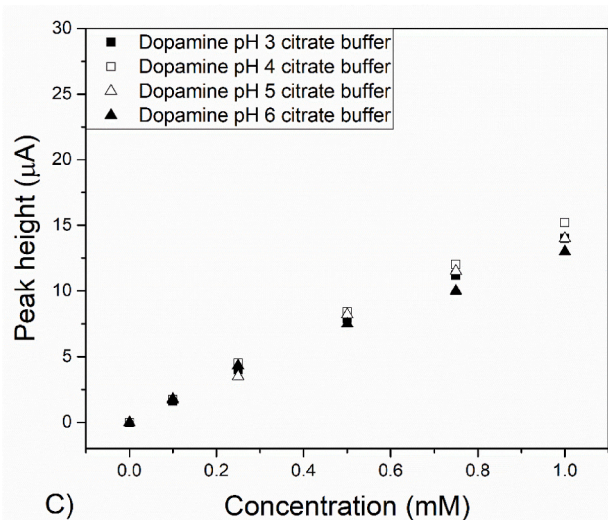 30
25
20
15
10
5
0
Peak height (μA)
Dopamine pH 3 citrate buffer
Dopamine pH 4 citrate buffer
Dopamine pH 5 citrate buffer
Dopamine pH 6 citrate buffer
0.0 0.2 0.4 0.6 0.8 1.0
C) Concentration (mM)